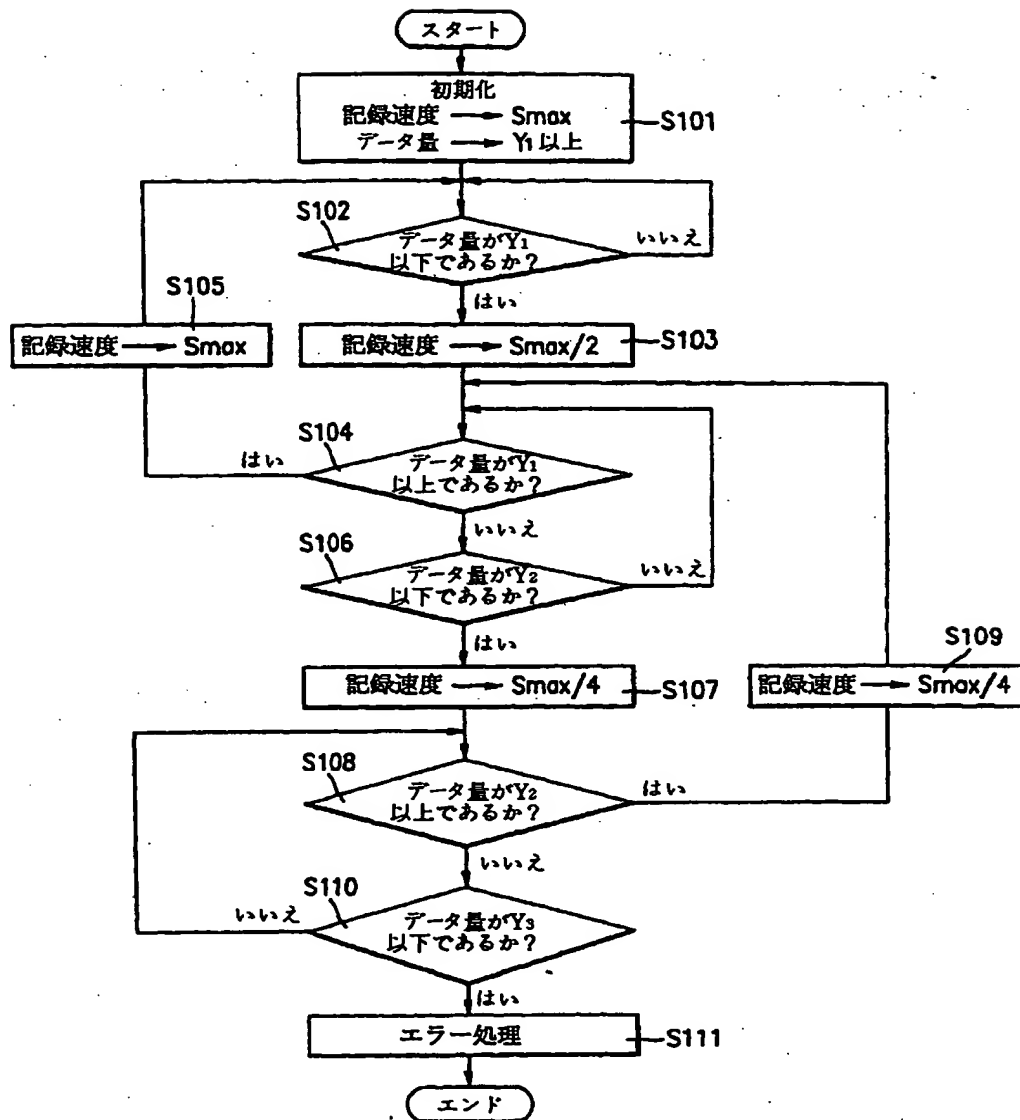 スタート
初期化
記録速度 → Smax
データ量 → Y1以上
S101
S102
データ量がY1
以下であるか?
いいえ
はい
S105
記録速度 → Smax
記録速度 → Smax/2
S103
S104
はい
データ量がY1
以上であるか?
いいえ
S106
データ量がY2
以下であるか?
いいえ
はい
記録速度 → Smax/4
S107
S109
記録速度 → Smax/4
S108
データ量がY2
以上であるか?
はい
いいえ
S110
いいえ
データ量がY3
以下であるか?
はい
エラー処理
S111
エンド